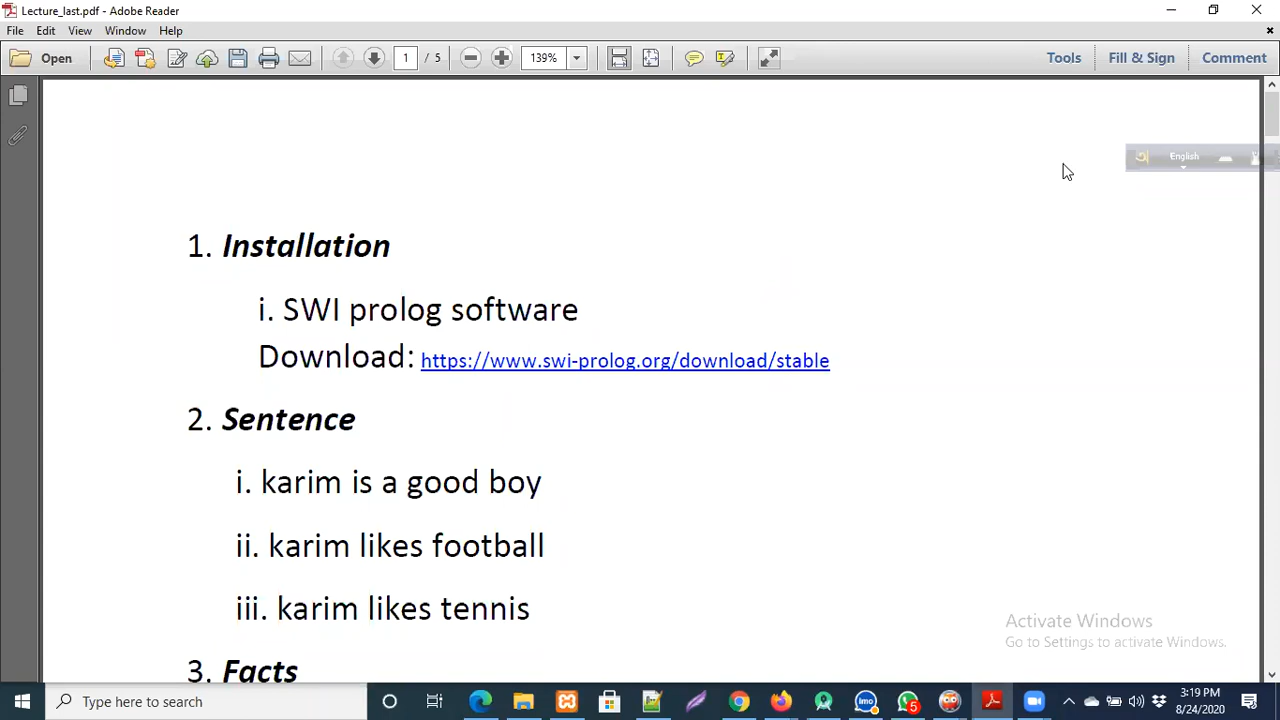 Lecture_last.pdf - Adobe Reader
File Edit View Window Help
Open 1 / 5 139% Tools Fill & Sign Comment
English
1. Installation
i. SWI prolog software
Download: https://www.swi-prolog.org/download/stable
2. Sentence
i. karim is a good boy
ii. karim likes football
iii. karim likes tennis
3. Facts
Activate Windows
Go to Settings to activate Windows.
Type here to search
5
3:19 PM
8/24/2020